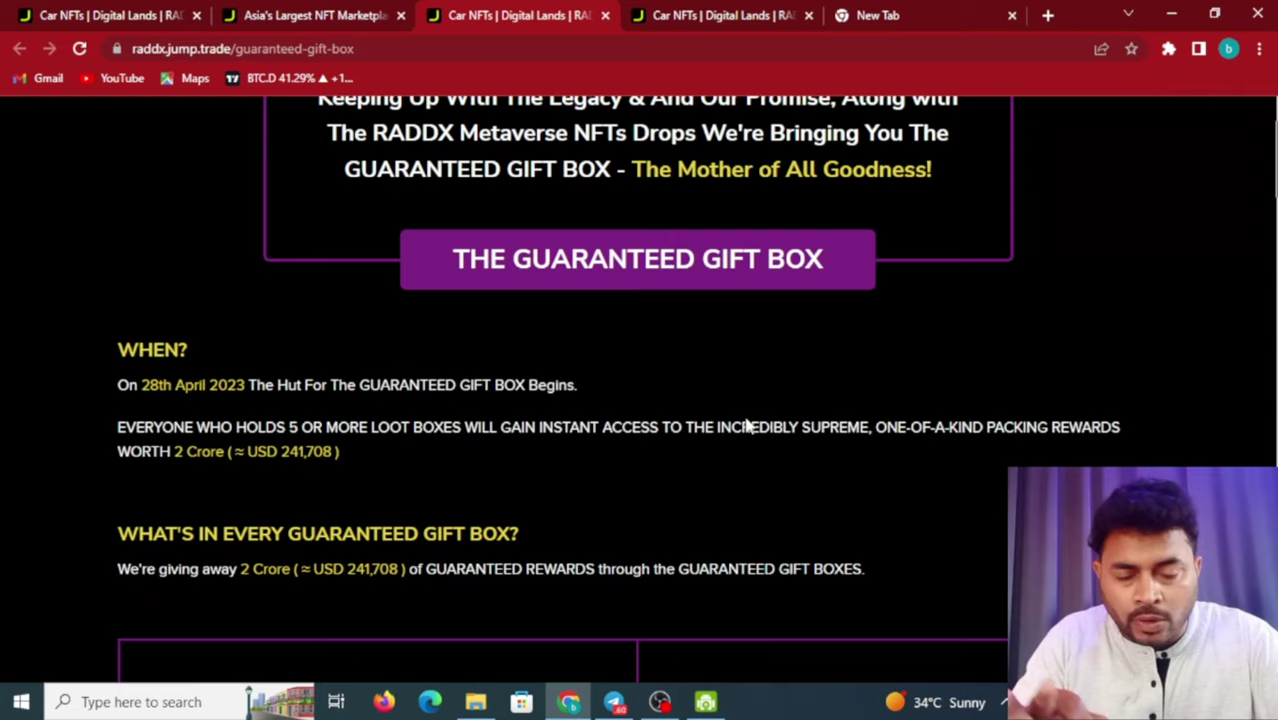 Car NFTs | Digital Lands | RAD
Asia's Largest NFT Marketpla
Car NFTs | Digital Lands | RAD
Car NFTs | Digital Lands | RAD
New Tab
raddx.jump.trade/guaranteed-gift-box
b
Gmail
YouTube
Maps
BTC.D 41.29% ▲ +1...
Keeping Up With The Legacy & And Our Promise, Along with
The RADDX Metaverse NFTs Drops We're Bringing You The
GUARANTEED GIFT BOX - The Mother of All Goodness!
THE GUARANTEED GIFT BOX
WHEN?
On 28th April 2023 The Hut For The GUARANTEED GIFT BOX Begins.
EVERYONE WHO HOLDS 5 OR MORE LOOT BOXES WILL GAIN INSTANT ACCESS TO THE INCREDIBLY SUPREME, ONE-OF-A-KIND PACKING REWARDS
WORTH 2 Crore ( ≈ USD 241,708 )
WHAT'S IN EVERY GUARANTEED GIFT BOX?
We're giving away 2 Crore ( ≈ USD 241,708 ) of GUARANTEED REWARDS through the GUARANTEED GIFT BOXES.
Type here to search
60
34°C Sunny